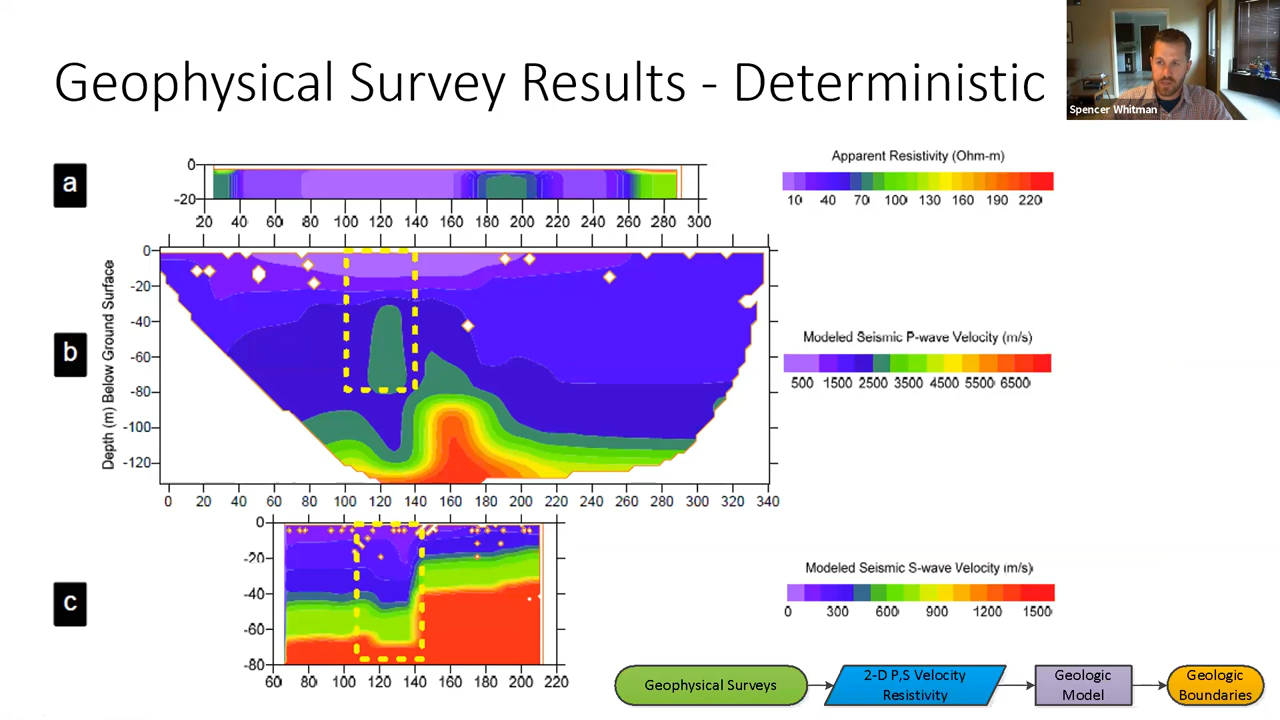 Geophysical Survey Results - Deterministic
Spencer Whitman
a
0
-20
20 40 60 80 100 120 140 160 180 200 220 240 260 280 300
Apparent Resistivity (Ohm-m)
10 40 70 100 130 160 190 220
b
Depth (m) Below Ground Surface
0
-20
-40
-60
-80
-100
-120
0 20 40 60 80 100 120 140 160 180 200 220 240 260 280 300 320 340
Modeled Seismic P-wave Velocity (m/s)
500 1500 2500 3500 4500 5500 6500
c
0
-20
-40
-60
-80
60 80 100 120 140 160 180 200 220
Modeled Seismic S-wave Velocity (m/s)
0 300 600 900 1200 1500
Geophysical Surveys
2-D P,S Velocity
Resistivity
Geologic
Model
Geologic
Boundaries